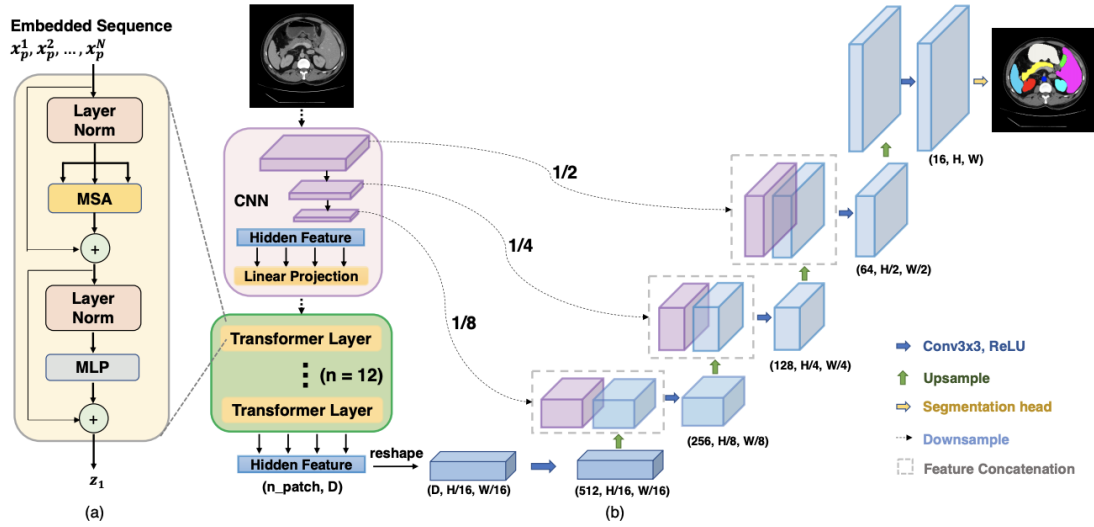 Embedded Sequence
x_p^1, x_p^2, ..., x_p^N
Layer
Norm
MSA
+
Layer
Norm
MLP
+
z_1
(a)
CNN
Hidden Feature
Linear Projection
Transformer Layer
⋮ (n = 12)
Transformer Layer
Hidden Feature
(n_patch, D)
reshape
(D, H/16, W/16)
(512, H/16, W/16)
(b)
1/2
1/4
1/8
(256, H/8, W/8)
(128, H/4, W/4)
(64, H/2, W/2)
(16, H, W)
Conv3x3, ReLU
Upsample
Segmentation head
Downsample
Feature Concatenation